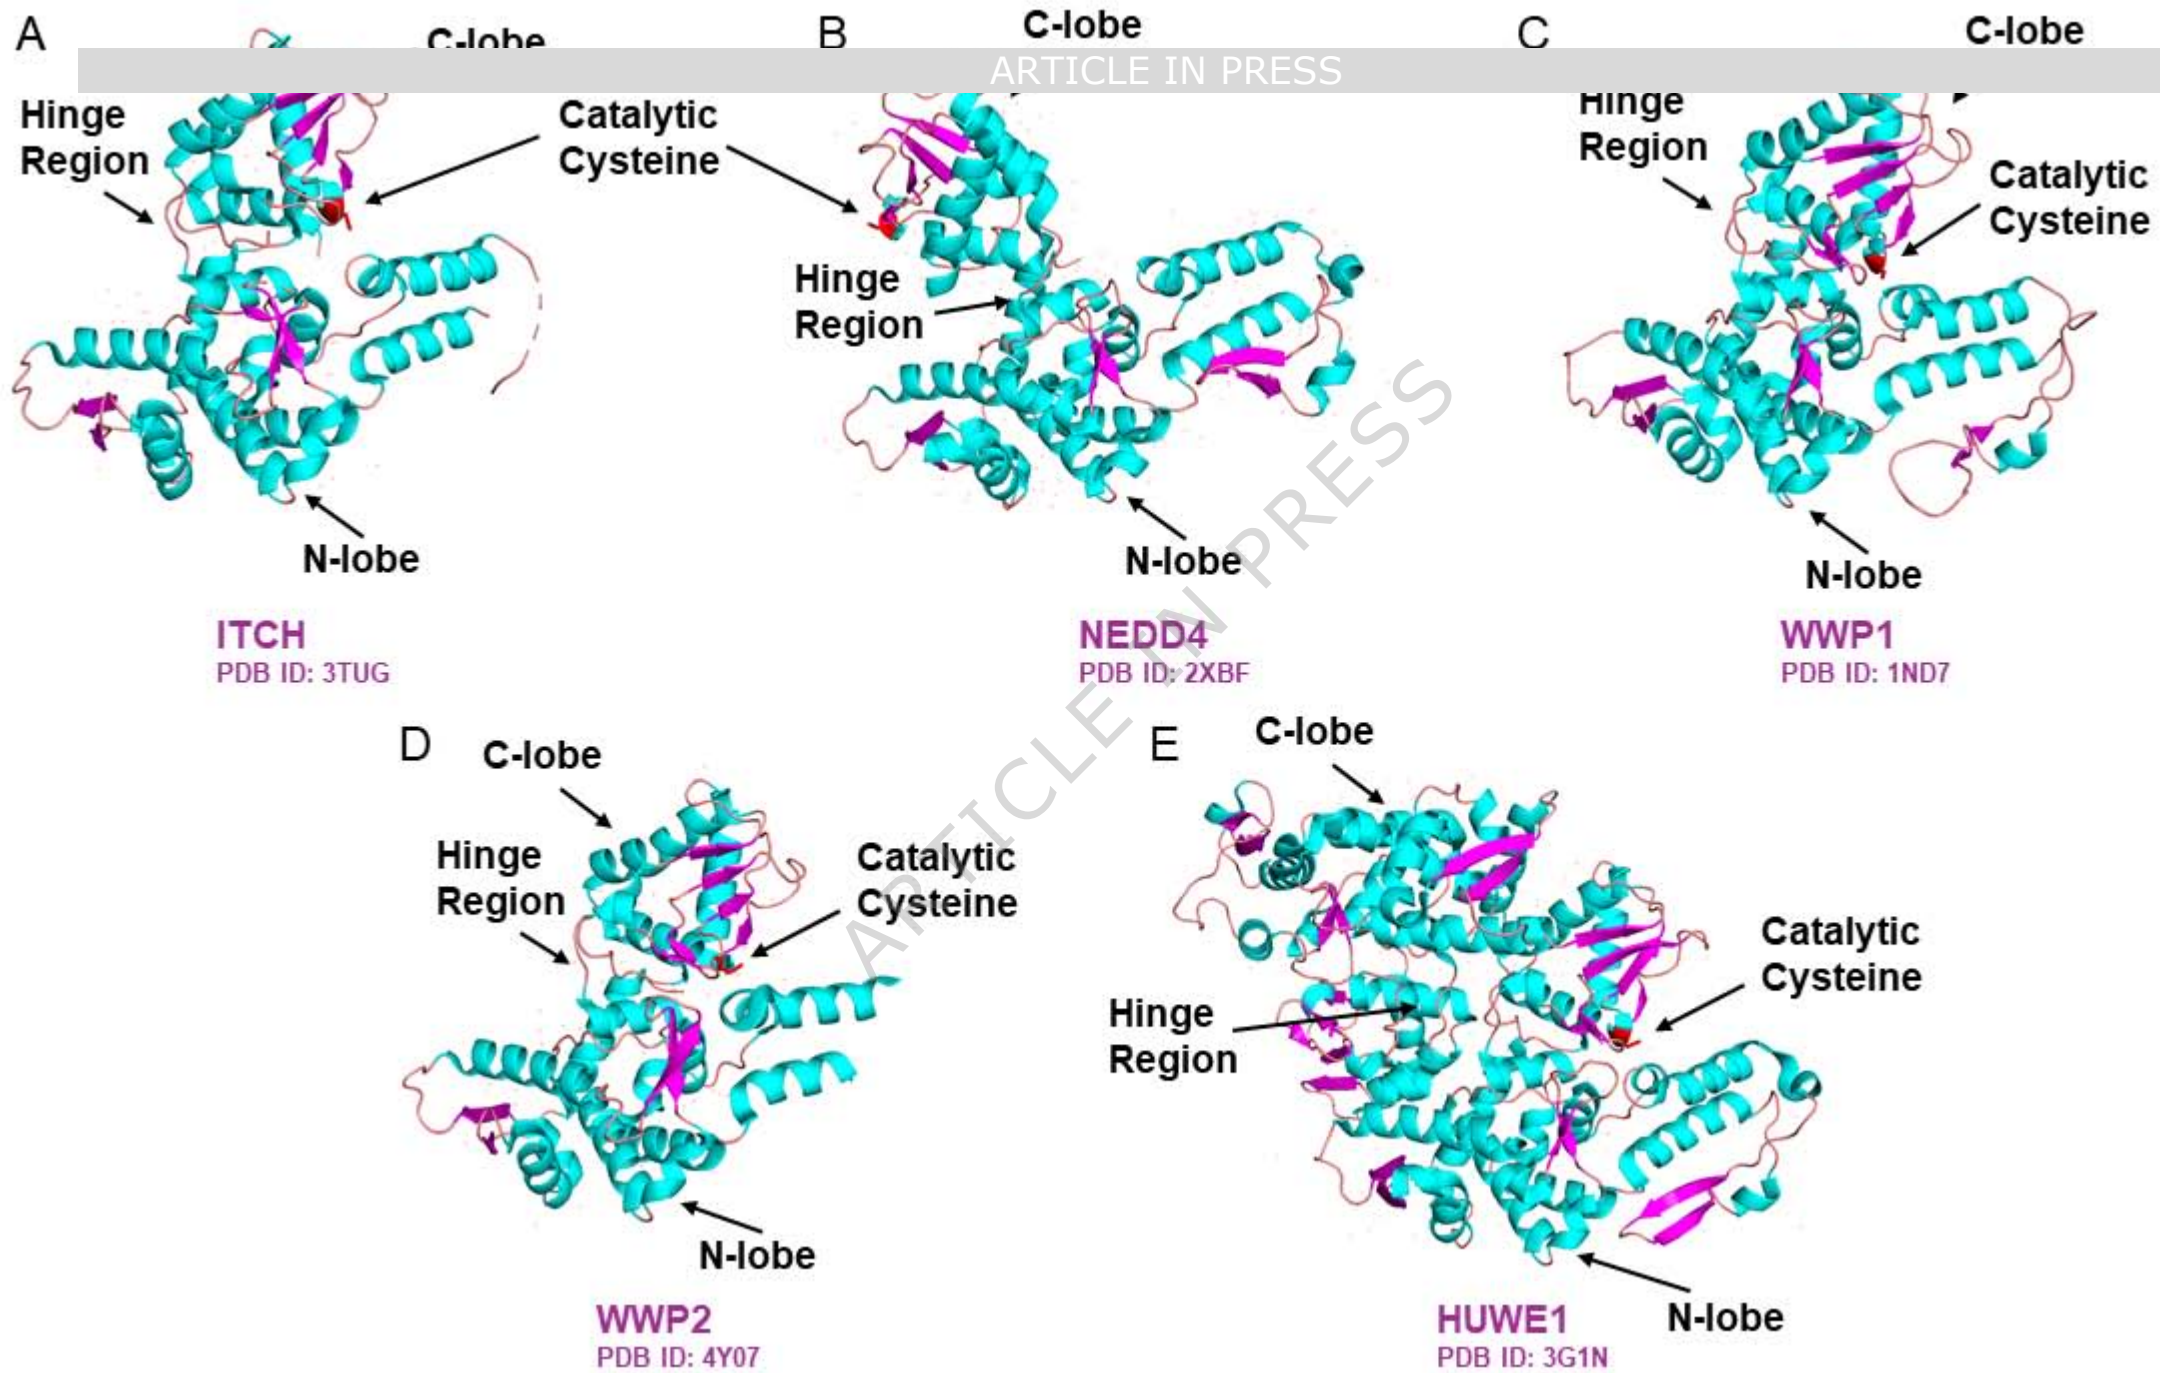 A
C-lobe
B
C-lobe
C
C-lobe
ARTICLE IN PRESS
Hinge
Region
Catalytic
Cysteine
Hinge
Region
Catalytic
Cysteine
Hinge
Region
N-lobe
N-lobe
N-lobe
ITCH
PDB ID: 3TUG
NEDD4
PDB ID: 2XBF
WWP1
PDB ID: 1ND7
ARTICLE IN PRESS
D
C-lobe
Hinge
Region
Catalytic
Cysteine
N-lobe
WWP2
PDB ID: 4Y07
E
C-lobe
Catalytic
Cysteine
Hinge
Region
N-lobe
HUWE1
PDB ID: 3G1N